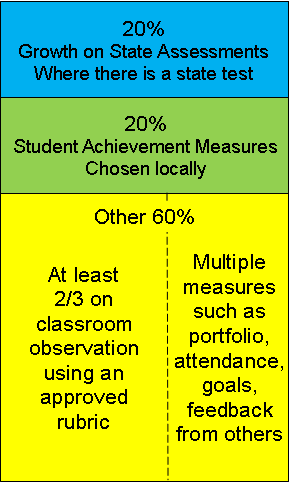 20%
Growth on State Assessments
Where there is a state test
20%
Student Achievement Measures
Chosen locally
Other 60%
At least
2/3 on
classroom
observation
using an
approved
rubric
Multiple
measures
such as
portfolio,
attendance,
goals,
feedback
from others